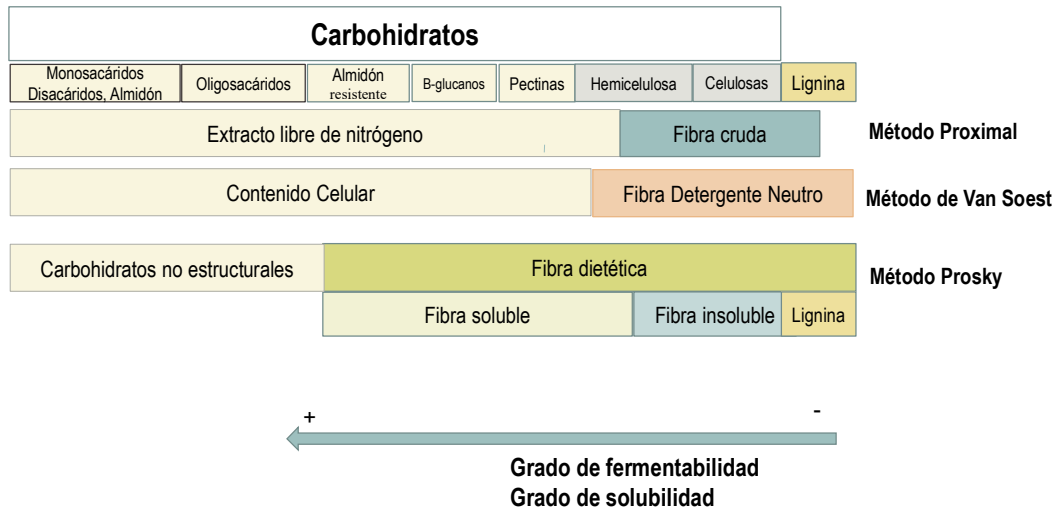 Carbohidratos
Monosacáridos
Disacáridos, Almidón
Oligosacáridos
Almidón
resistente
B-glucanos
Pectinas
Hemicelulosa
Celulosas
Lignina
Extracto libre de nitrógeno
Fibra cruda
Método Proximal
Contenido Celular
Fibra Detergente Neutro
Método de Van Soest
Carbohidratos no estructurales
Fibra dietética
Método Prosky
Fibra soluble
Fibra insoluble
Lignina
+
-
Grado de fermentabilidad
Grado de solubilidad